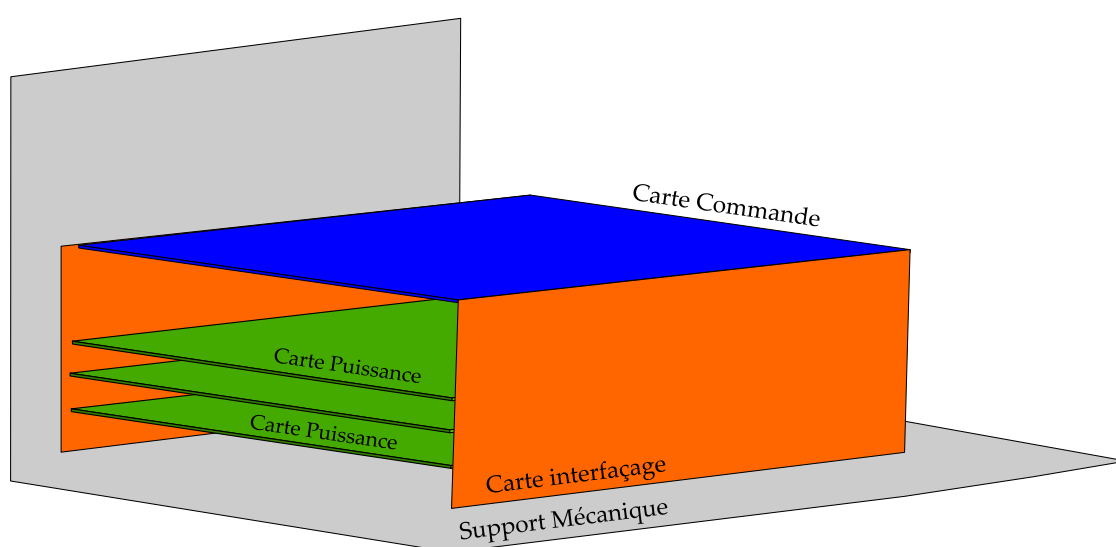 Carte Commande
Carte Puissance
Carte Puissance
Carte interfaçage
Support Mécanique